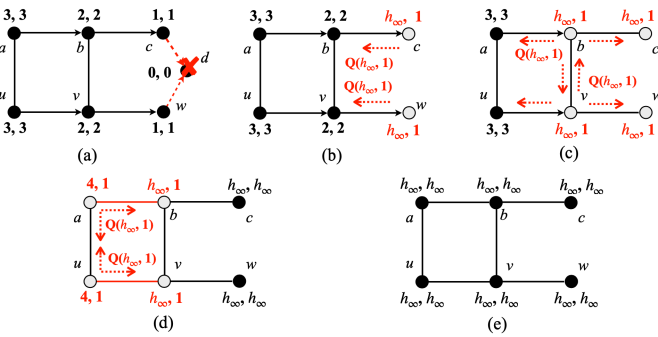 3, 3 2, 2 1, 1
a b c d
0, 0
u v w
3, 3 2, 2 1, 1
(a)
3, 3 2, 2 h∞, 1
a b c
Q(h∞, 1)
Q(h∞, 1)
u v w
3, 3 2, 2 h∞, 1
(b)
3, 3 h∞, 1 h∞, 1
a b c
Q(h∞, 1)
Q(h∞, 1)
u v w
3, 3 h∞, 1 h∞, 1
(c)
4, 1 h∞, 1 h∞, h∞
a b c
Q(h∞, 1)
Q(h∞, 1)
u v w
4, 1 h∞, 1 h∞, h∞
(d)
h∞, h∞ h∞, h∞ h∞, h∞
a b c
u v w
h∞, h∞ h∞, h∞ h∞, h∞
(e)